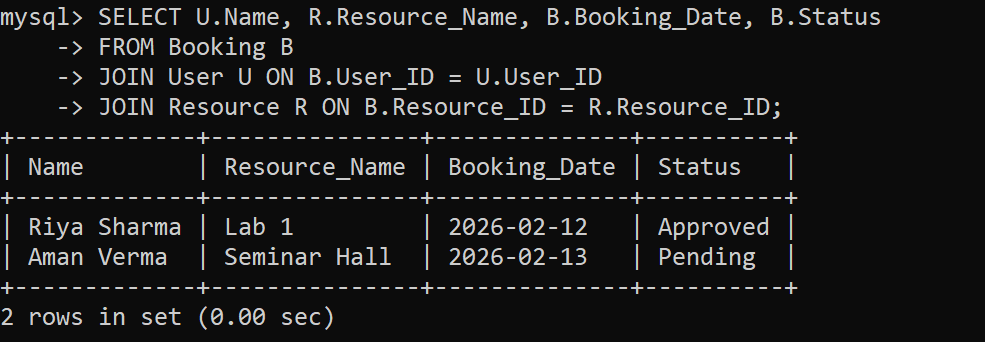 mysql> SELECT U.Name, R.Resource_Name, B.Booking_Date, B.Status
    -> FROM Booking B
    -> JOIN User U ON B.User_ID = U.User_ID
    -> JOIN Resource R ON B.Resource_ID = R.Resource_ID;
+-------------+---------------+--------------+----------+
| Name        | Resource_Name | Booking_Date | Status   |
+-------------+---------------+--------------+----------+
| Riya Sharma | Lab 1         | 2026-02-12   | Approved |
| Aman Verma  | Seminar Hall  | 2026-02-13   | Pending  |
+-------------+---------------+--------------+----------+
2 rows in set (0.00 sec)